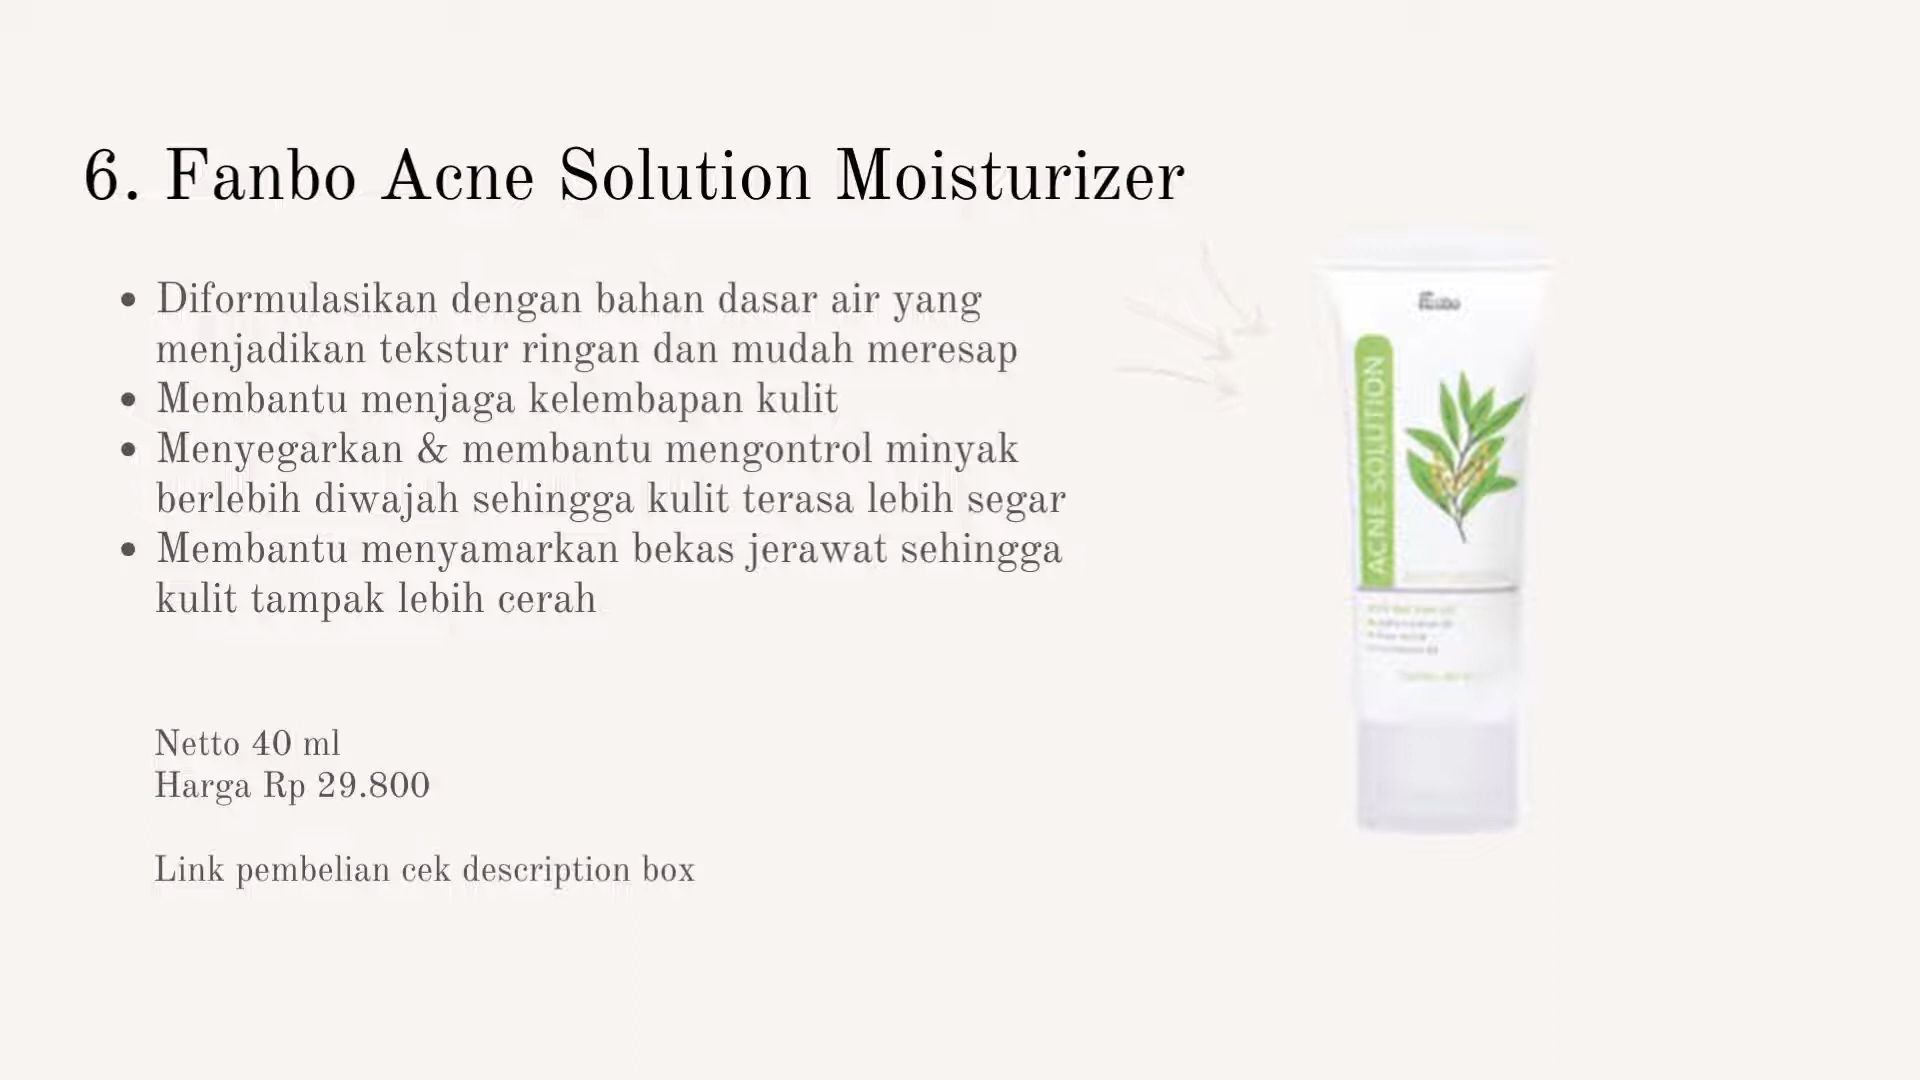 6. Fanbo Acne Solution Moisturizer
• Diformulasikan dengan bahan dasar air yang
menjadikan tekstur ringan dan mudah meresap
• Membantu menjaga kelembapan kulit
• Menyegarkan & membantu mengontrol minyak
berlebih diwajah sehingga kulit terasa lebih segar
• Membantu menyamarkan bekas jerawat sehingga
kulit tampak lebih cerah
Netto 40 ml
Harga Rp 29.800
Link pembelian cek description box
ACNE SOLUTION